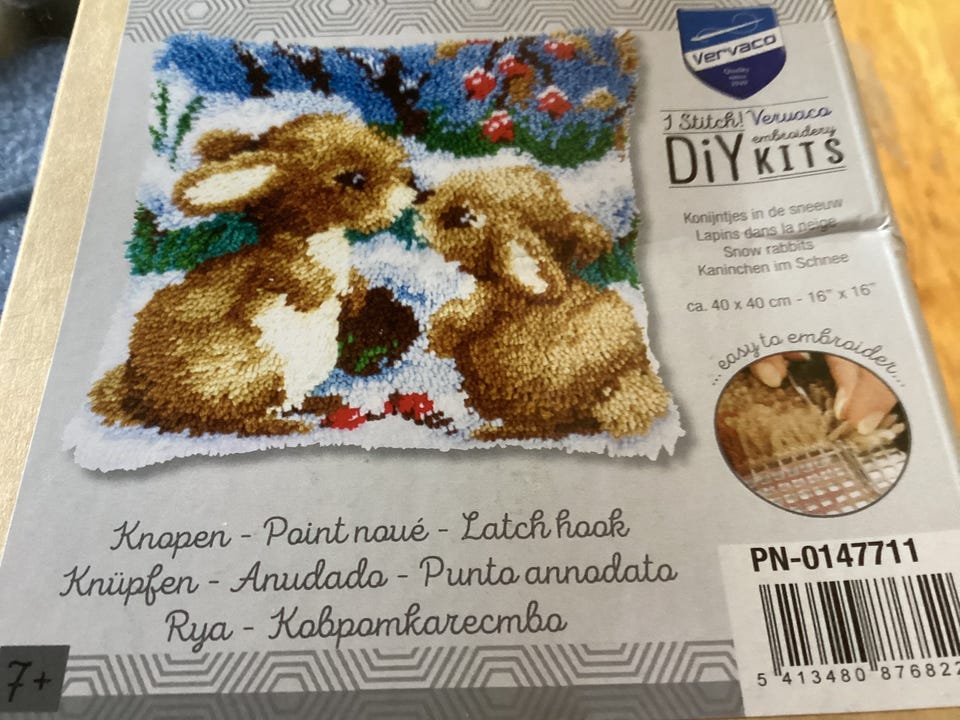 Vervaco
I Stitch! Vervaco
embroidery
DiY KITS
Konijntjes in de sneeuw
Lapins dans la neige
Snow rabbits
Kaninchen im Schnee
ca. 40 x 40 cm - 16" x 16"
...easy to embroider...
Knopen - Point noué - Latch hook
Knüpfen - Anudado - Punto annodato
Rya - Ковроткачество
PN-0147711
5 413480 876822
7+